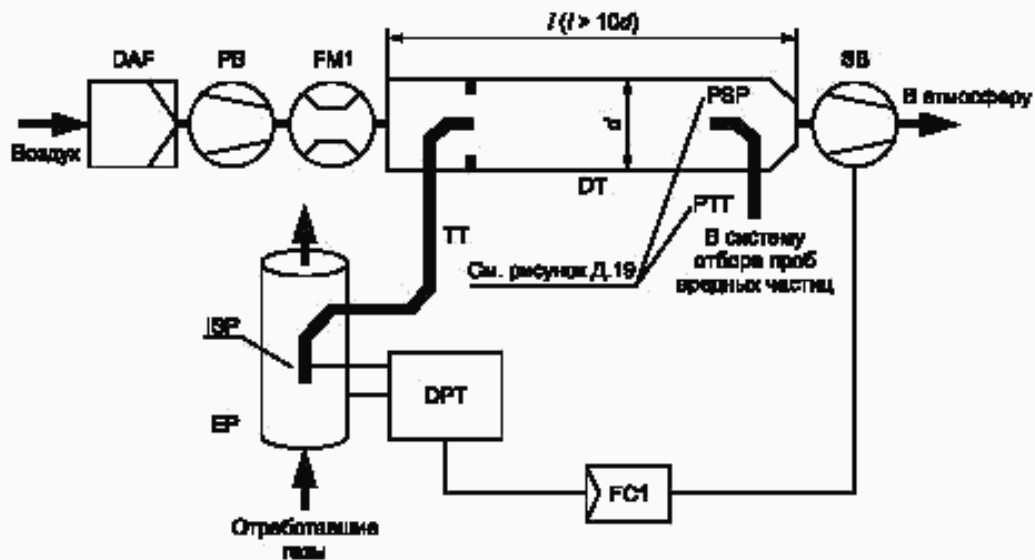 l (l > 10d)
DAF
PB
FM1
SB
PSP
d
В атмосферу
Воздух
DT
PTT
TT
В систему
отбора проб
вредных частиц
См. рисунок Д.19
ISP
DPT
EP
FC1
Отработавшие
газы